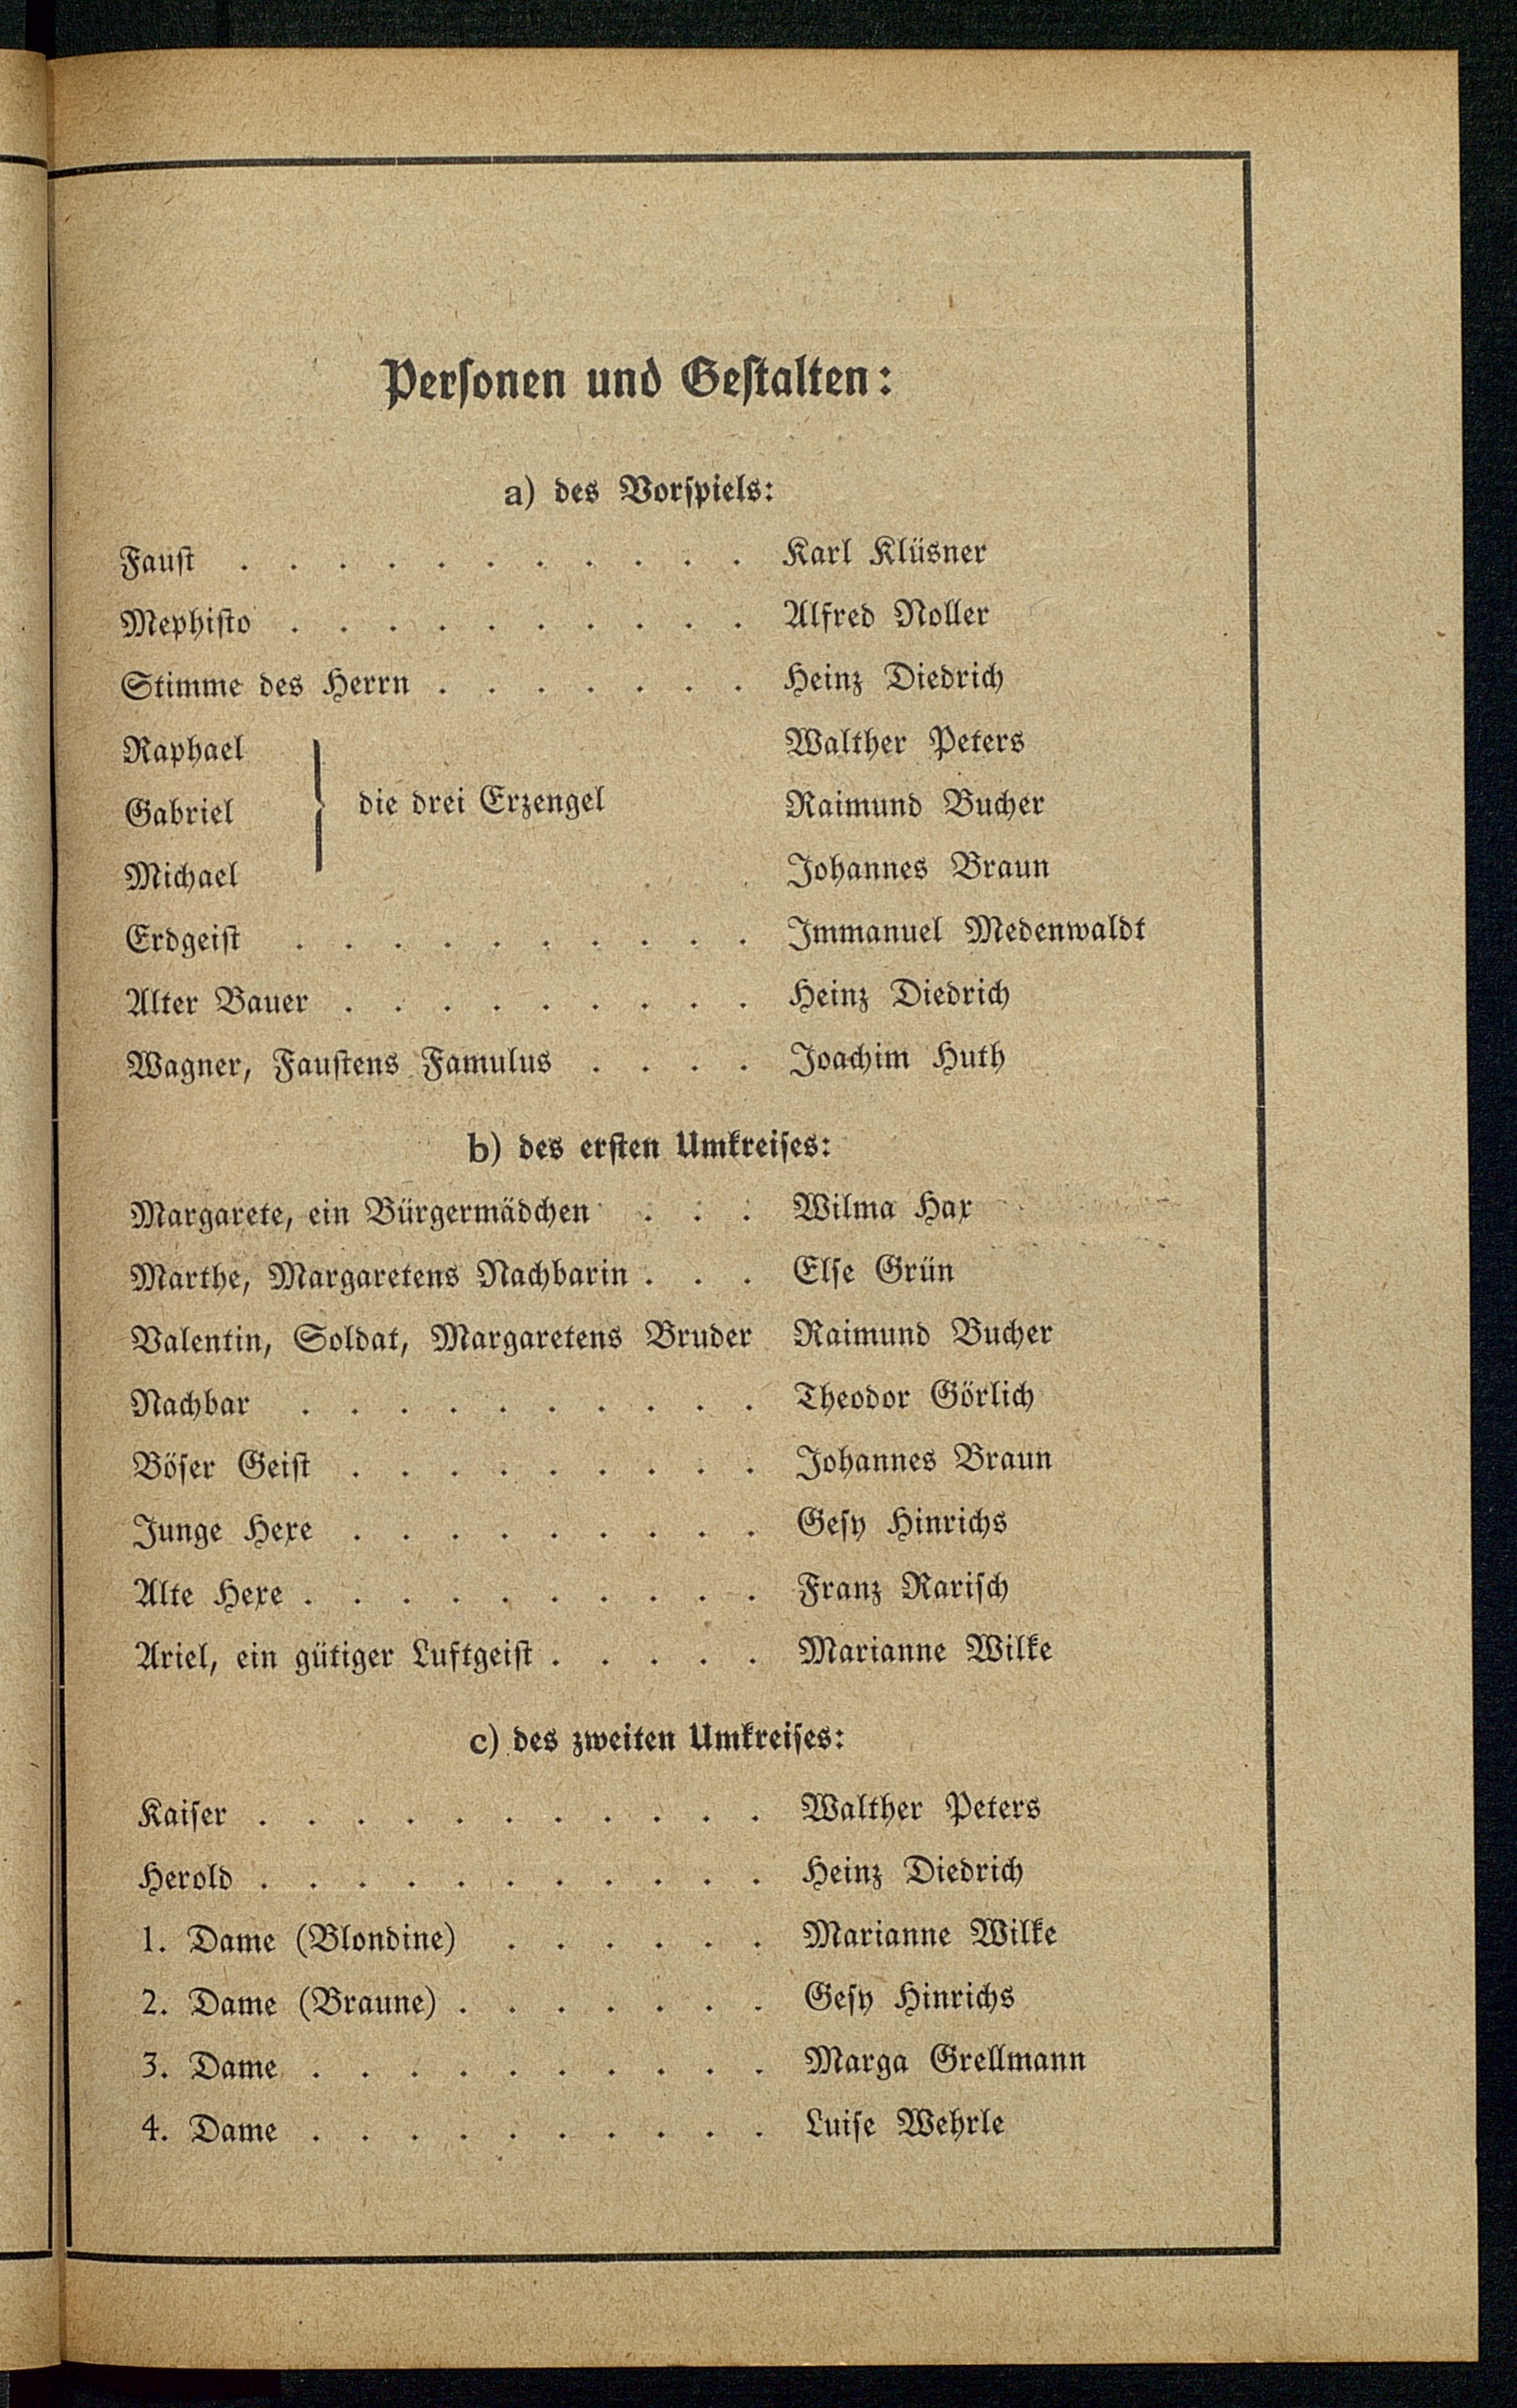 Personen und Gestalten:
a) des Vorspiels:
Faust . . . . . . . . . . . Karl Klüsner
Mephisto . . . . . . . . . . Alfred Noller
Stimme des Herrn . . . . . . . Heinz Diedrich
Raphael Walther Peters
Gabriel } die drei Erzengel Raimund Bucher
Michael Johannes Braun
Erdgeist . . . . . . . . . . Immanuel Medenwaldt
Alter Bauer . . . . . . . . . Heinz Diedrich
Wagner, Faustens Famulus . . . . Joachim Huth
b) des ersten Umkreises:
Margarete, ein Bürgermädchen . . . Wilma Hax
Marthe, Margaretens Nachbarin . . . Else Grün
Valentin, Soldat, Margaretens Bruder Raimund Bucher
Nachbar . . . . . . . . . . Theodor Görlich
Böser Geist . . . . . . . . . Johannes Braun
Junge Hexe . . . . . . . . . Gesy Hinrichs
Alte Hexe . . . . . . . . . . Franz Rarisch
Ariel, ein gütiger Luftgeist . . . . . Marianne Wilke
c) des zweiten Umkreises:
Kaiser . . . . . . . . . . . Walther Peters
Herold . . . . . . . . . . . Heinz Diedrich
1. Dame (Blondine) . . . . . . Marianne Wilke
2. Dame (Braune) . . . . . . . Gesy Hinrichs
3. Dame . . . . . . . . . . Marga Grellmann
4. Dame . . . . . . . . . . Luise Wehrle